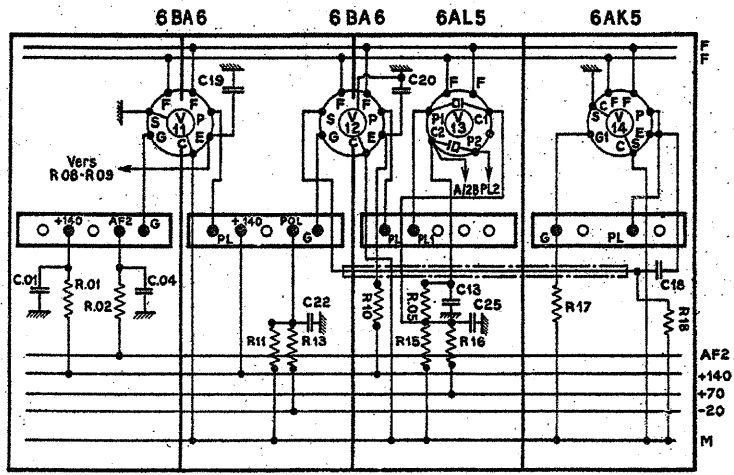 6BA6 6BA6 6AL5 6AK5
F
F
C19 C20
F F F F F F C F F
S V P S V P P1 V C1 S V P
11 12 13 14
G C E G C E C2 P2 G1 C S E
Vers
R08-R09
A/2B PL2
+140 AF2 G PL +140 POL G PL PL1 G PL
C.01 R.01 R.02 C.04 C22 R10 R.05 C13 C25 C18
R11 R13 R15 R16 R17 R18
AF2
+140
+70
-20
M